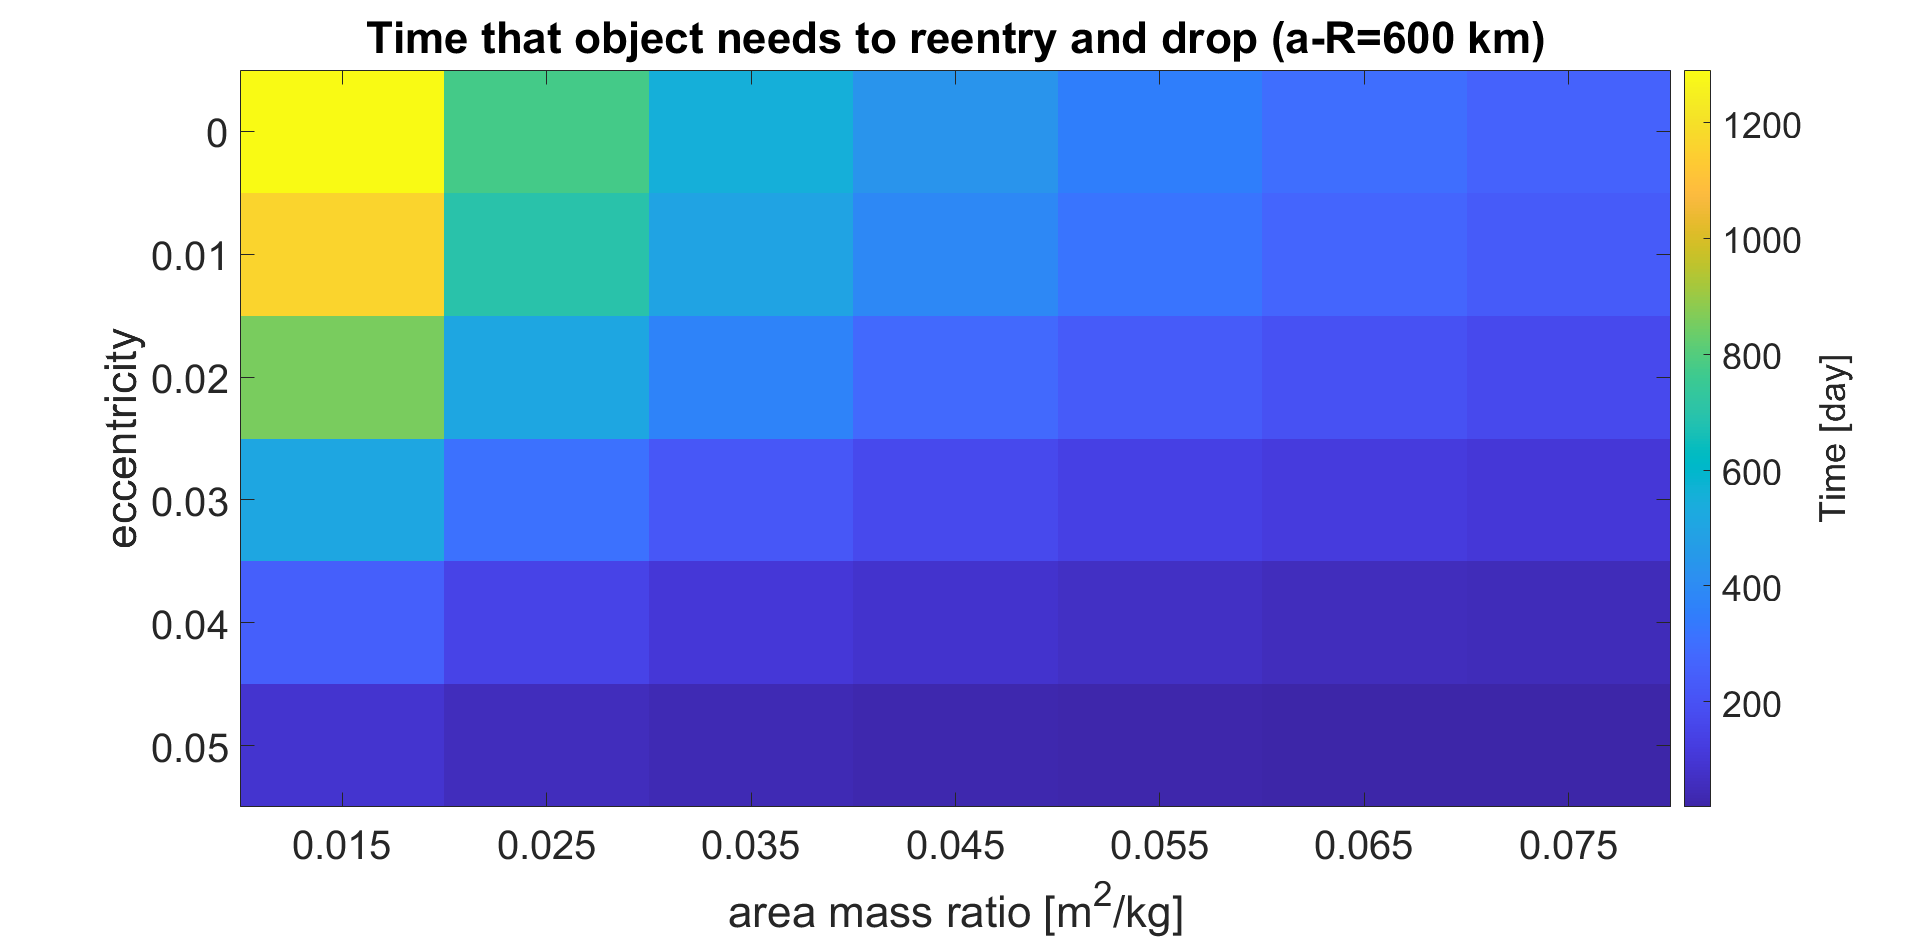 Time that object needs to reentry and drop (a-R=600 km)
0
0.01
0.02
0.03
0.04
0.05
eccentricity
0.015 0.025 0.035 0.045 0.055 0.065 0.075
area mass ratio [m²/kg]
1200
1000
800
600
400
200
Time [day]